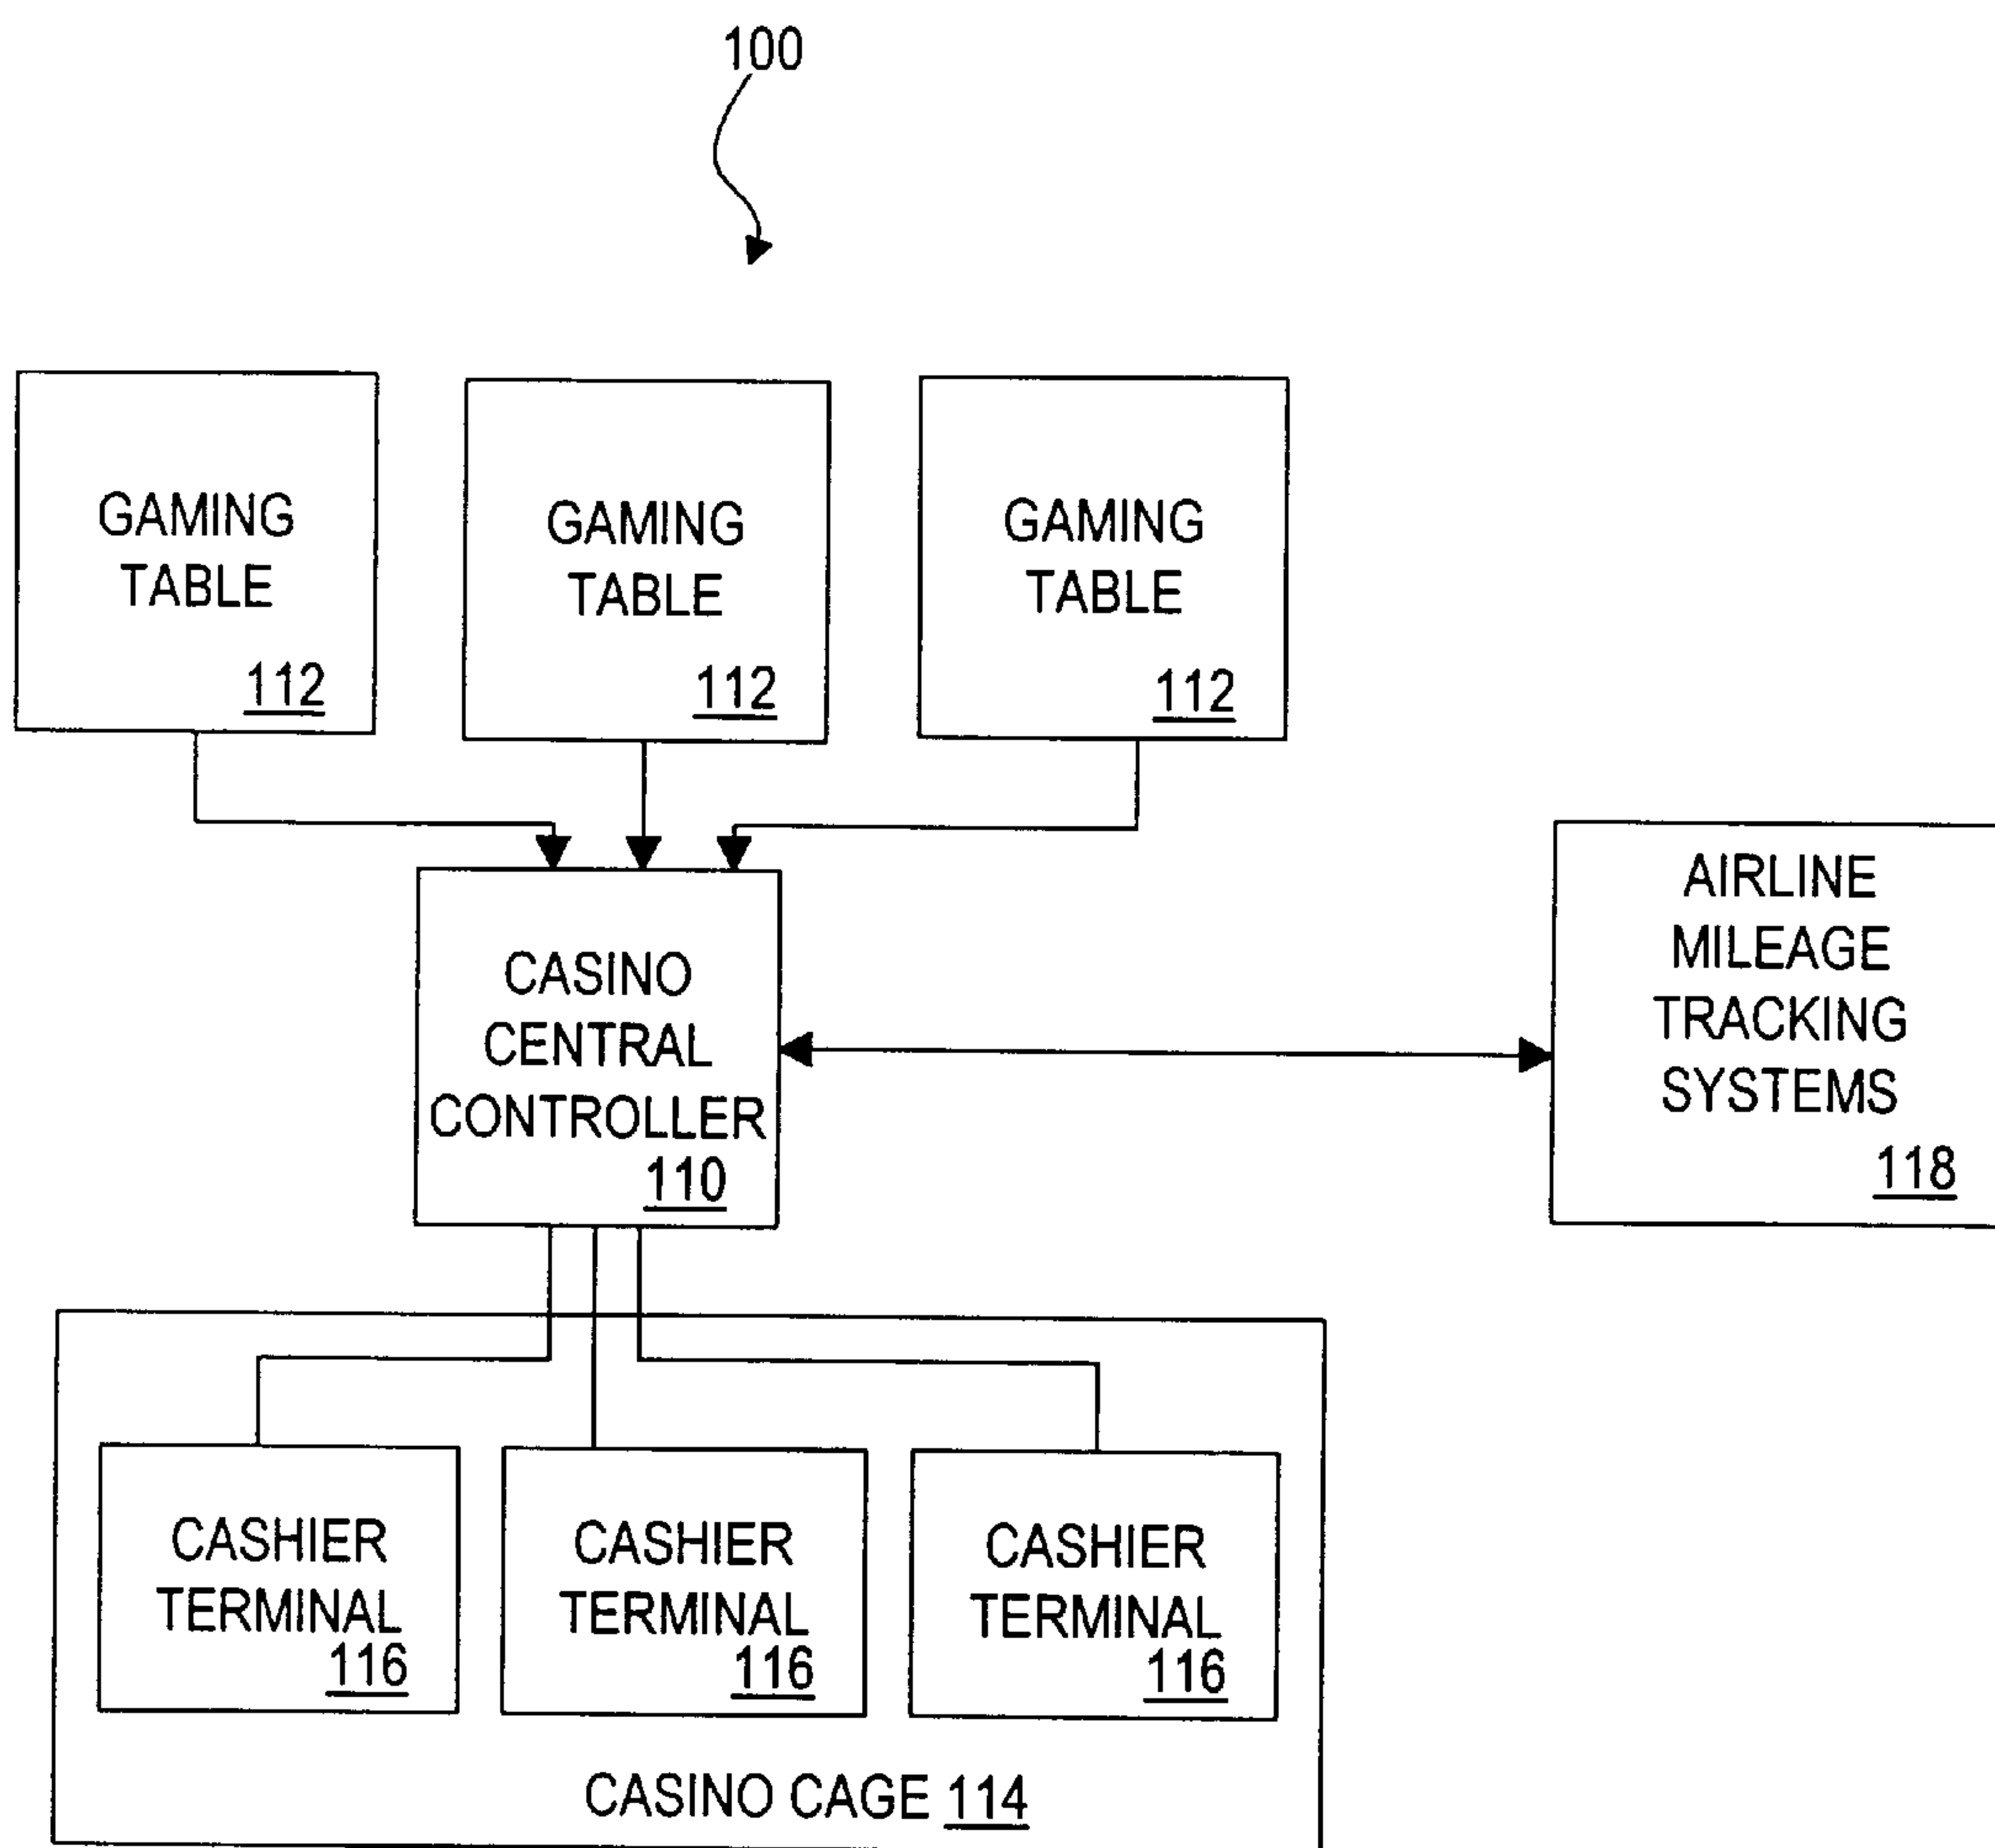 100
GAMING
TABLE
112
GAMING
TABLE
112
GAMING
TABLE
112
CASINO
CENTRAL
CONTROLLER
110
AIRLINE
MILEAGE
TRACKING
SYSTEMS
118
CASHIER
TERMINAL
116
CASHIER
TERMINAL
116
CASHIER
TERMINAL
116
CASINO CAGE 114